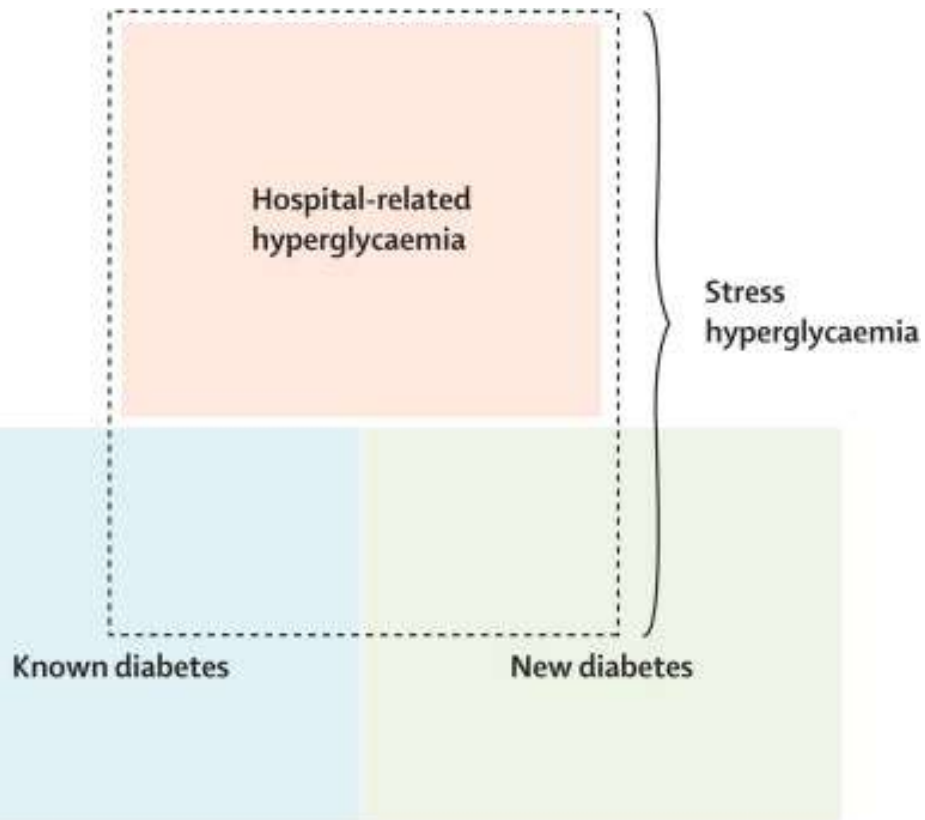 Hospital-related
hyperglycaemia
Stress
hyperglycaemia
Known diabetes
New diabetes